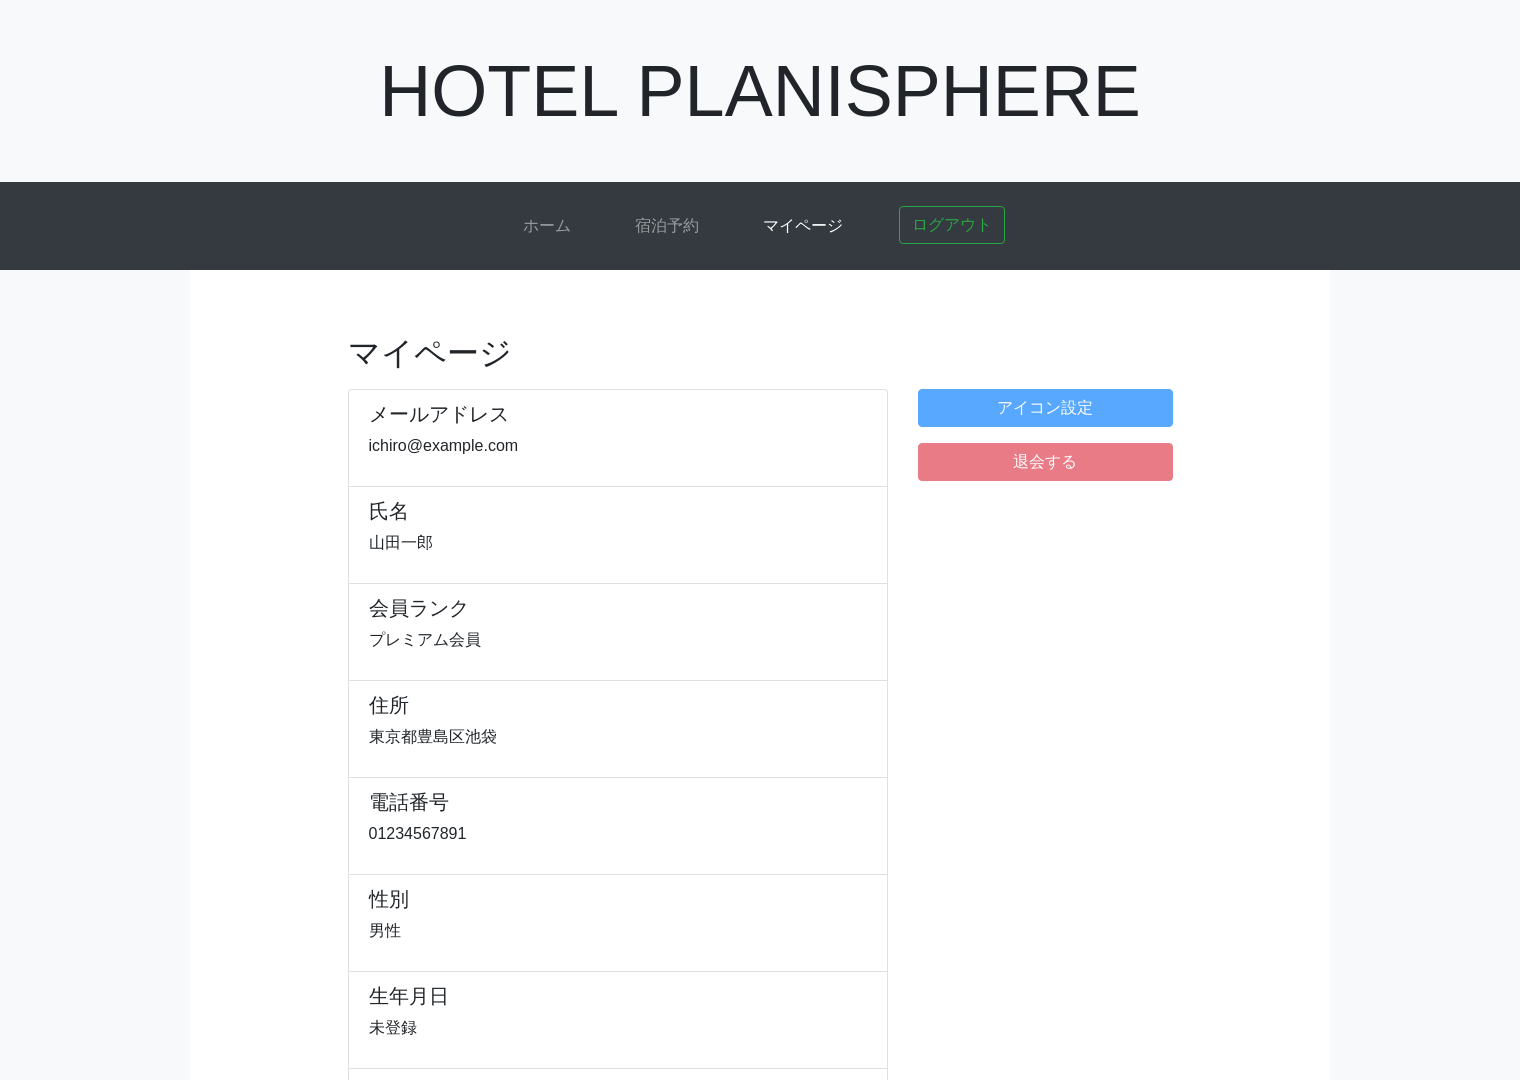 HOTEL PLANISPHERE
ホーム
宿泊予約
マイページ
ログアウト
マイページ
メールアドレス
ichiro@example.com
氏名
山田一郎
会員ランク
プレミアム会員
住所
東京都豊島区池袋
電話番号
01234567891
性別
男性
生年月日
未登録
アイコン設定
退会する